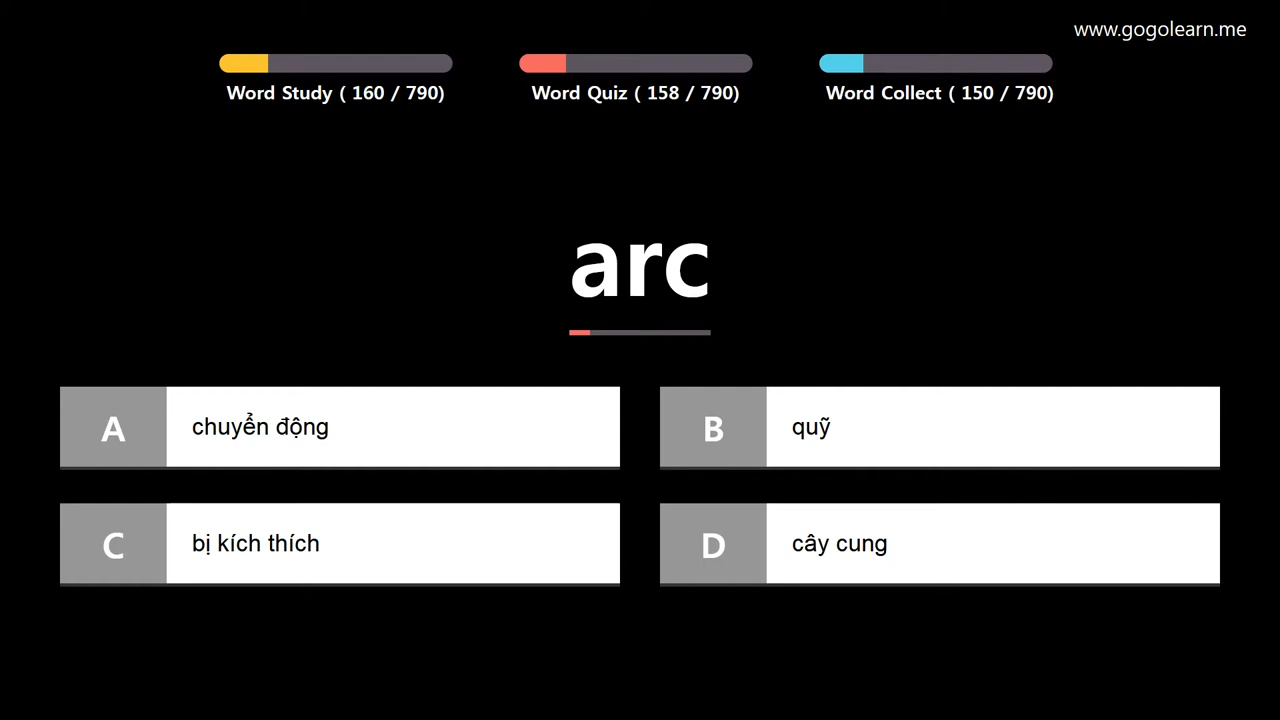 www.gogolearn.me
Word Study ( 160 / 790)
Word Quiz ( 158 / 790)
Word Collect ( 150 / 790)
arc
A chuyển động
B quỹ
C bị kích thích
D cây cung